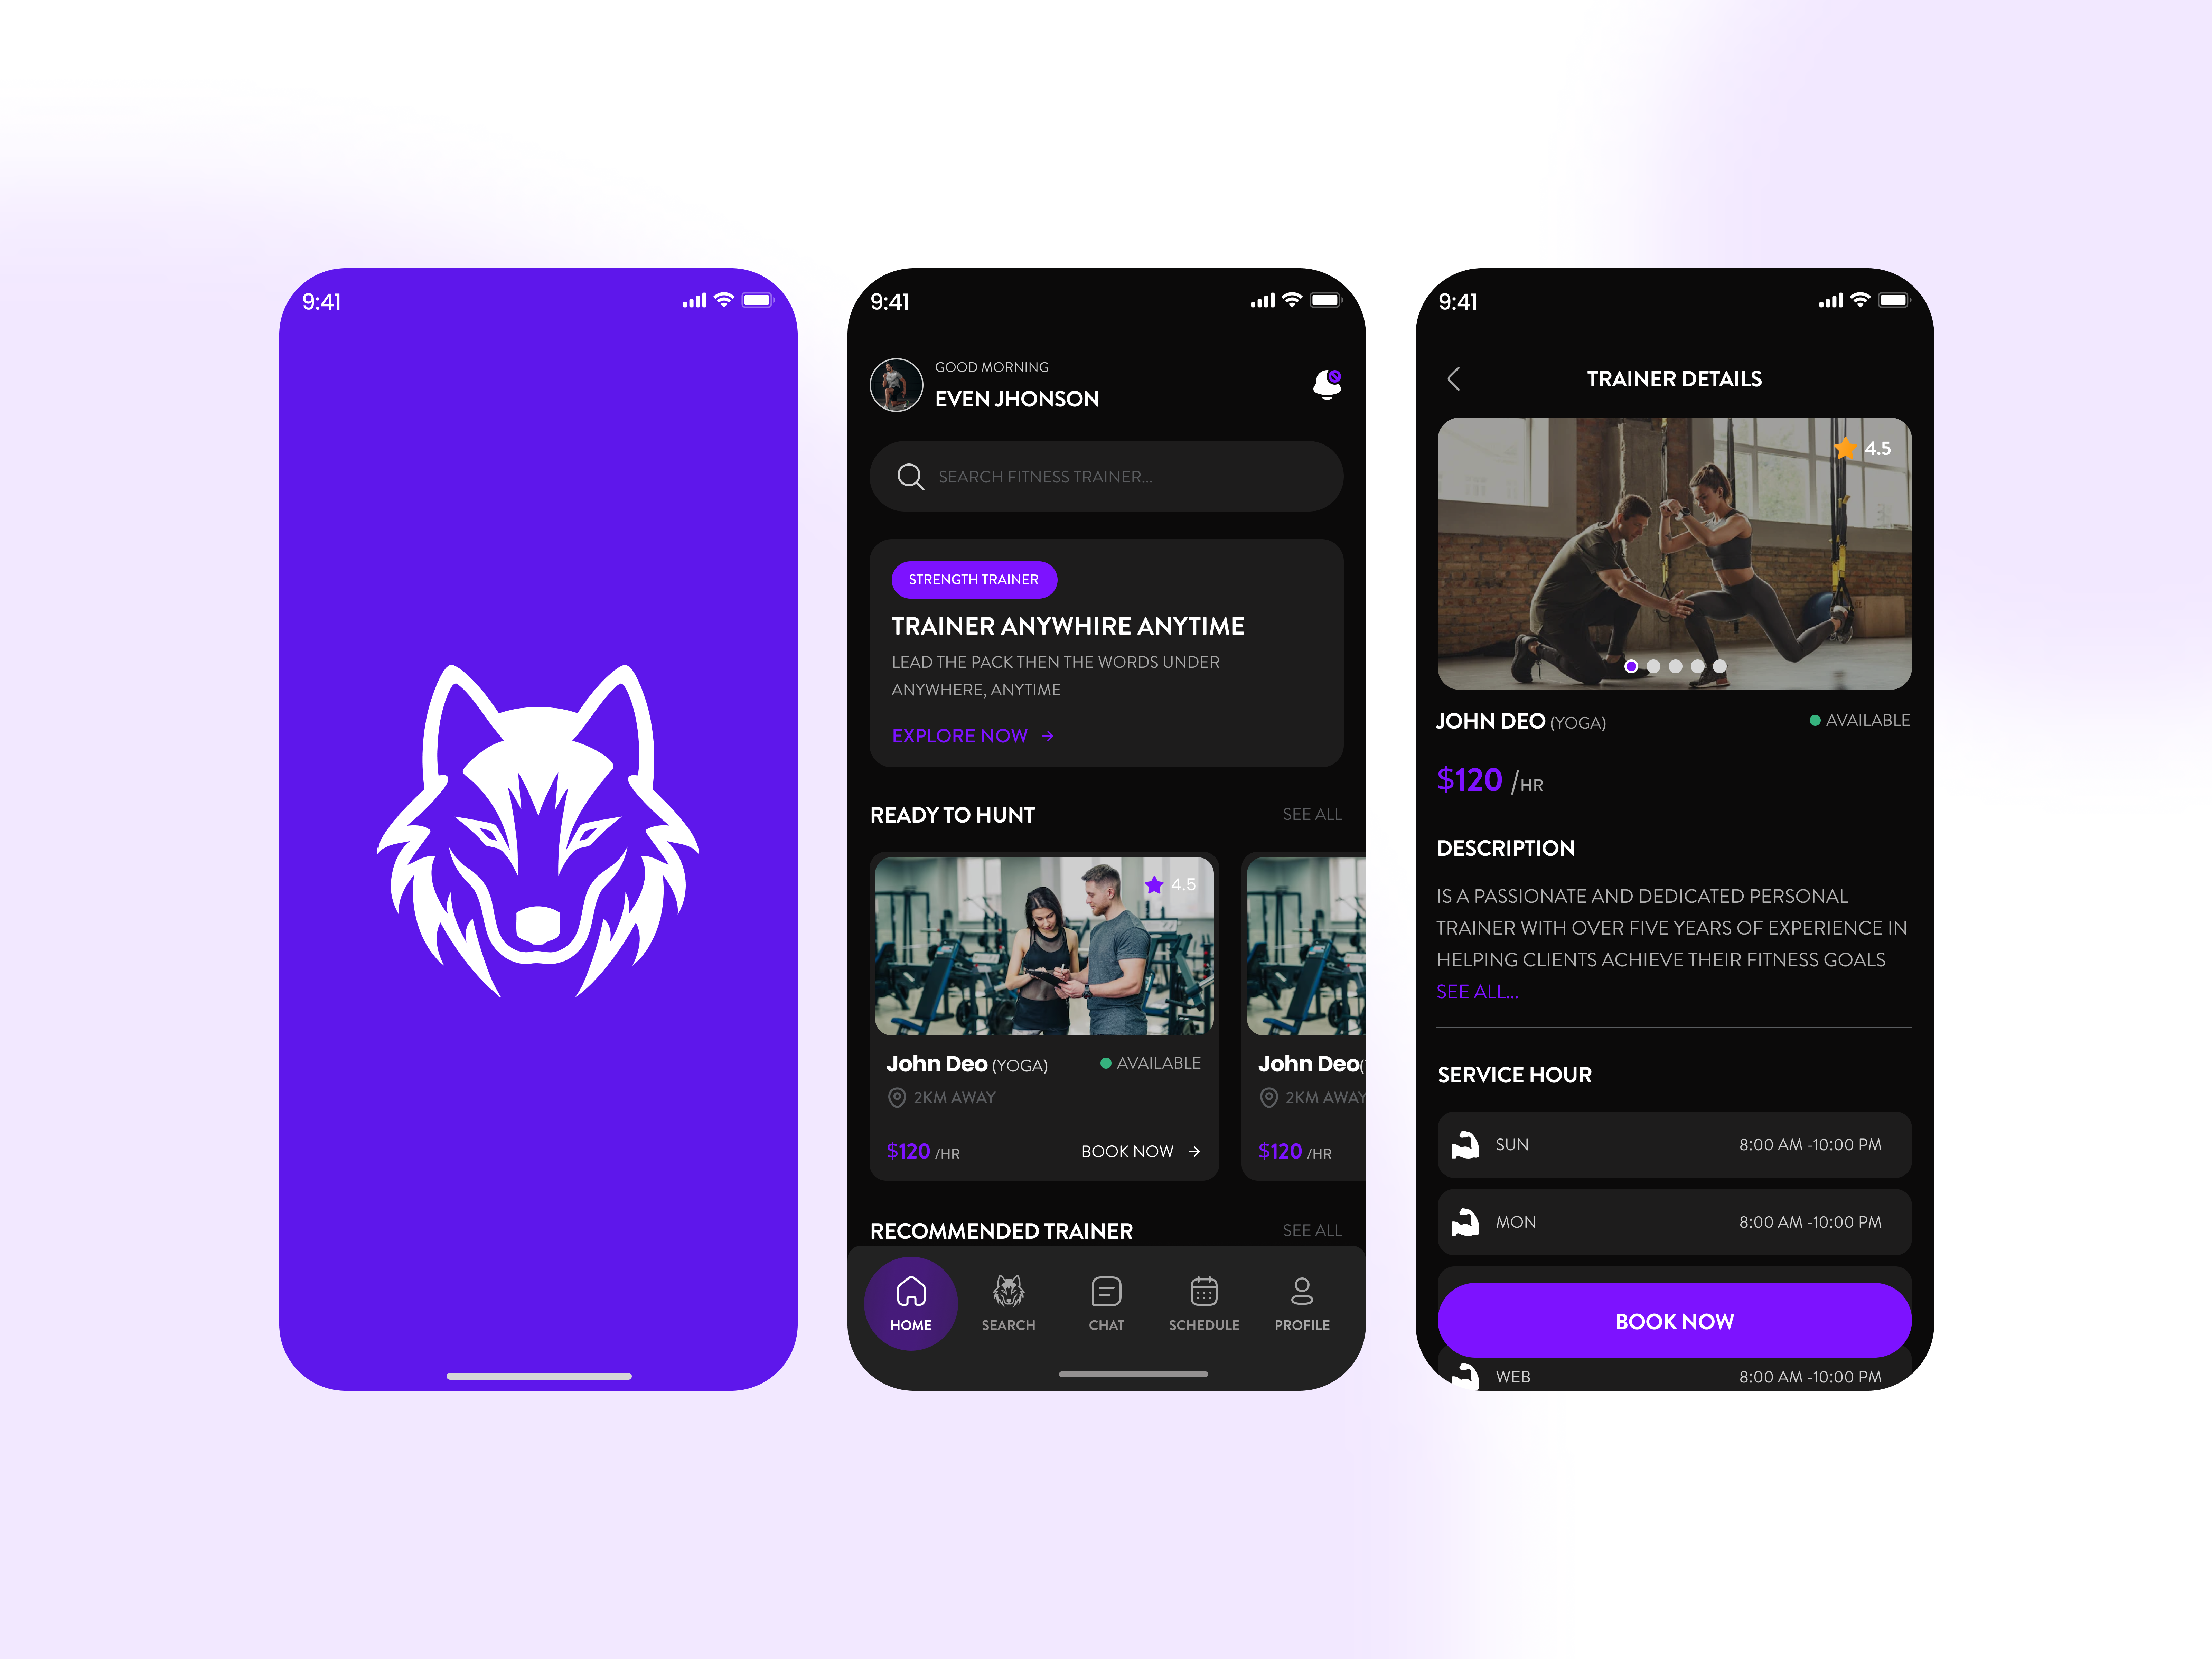 9:41
9:41
GOOD MORNING
EVEN JHONSON
SEARCH FITNESS TRAINER...
STRENGTH TRAINER
TRAINER ANYWHIRE ANYTIME
LEAD THE PACK THEN THE WORDS UNDER
ANYWHERE, ANYTIME
EXPLORE NOW
READY TO HUNT
SEE ALL
4.5
John Deo (YOGA)
AVAILABLE
2KM AWAY
$120 /HR
BOOK NOW
John Deo(
2KM AWAY
$120 /HR
RECOMMENDED TRAINER
SEE ALL
HOME
SEARCH
CHAT
SCHEDULE
PROFILE
9:41
TRAINER DETAILS
4.5
JOHN DEO (YOGA)
AVAILABLE
$120 /HR
DESCRIPTION
IS A PASSIONATE AND DEDICATED PERSONAL
TRAINER WITH OVER FIVE YEARS OF EXPERIENCE IN
HELPING CLIENTS ACHIEVE THEIR FITNESS GOALS
SEE ALL...
SERVICE HOUR
SUN
8:00 AM -10:00 PM
MON
8:00 AM -10:00 PM
BOOK NOW
WEB
8:00 AM -10:00 PM